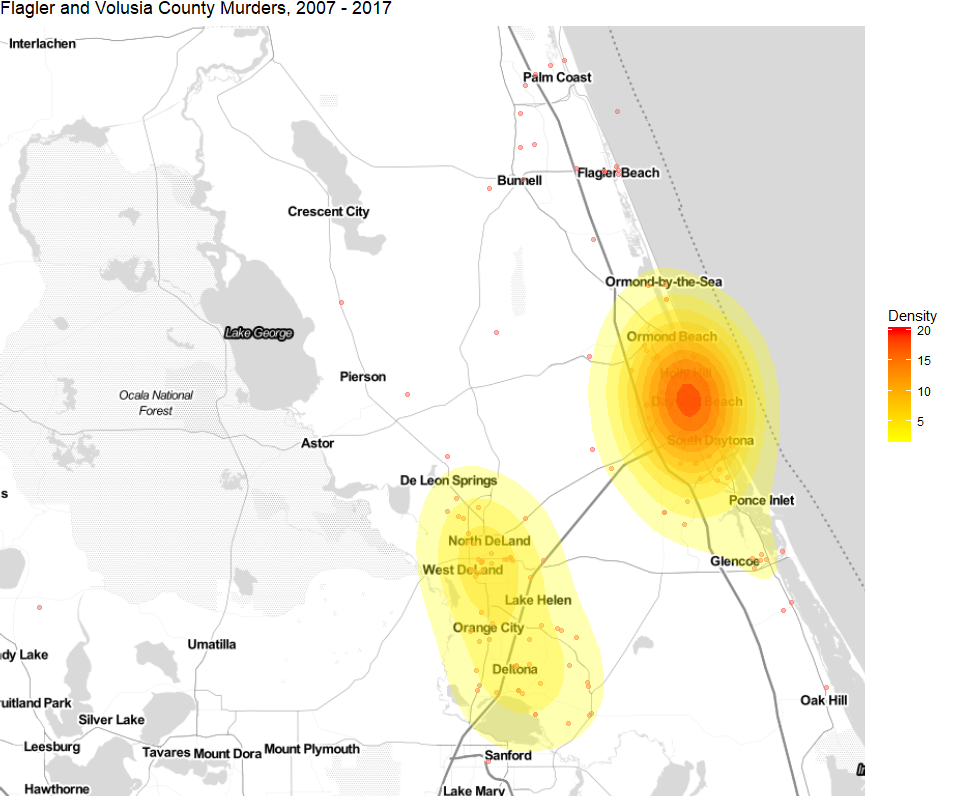 Flagler and Volusia County Murders, 2007 - 2017
Interlachen
Palm Coast
Flagler Beach
Bunnell
Crescent City
Ormond-by-the-Sea
Lake George
Ormond Beach
Density
20
15
10
5
Holly Hill
Pierson
Ocala National
Forest
Daytona Beach
Astor
South Daytona
De Leon Springs
s
Ponce Inlet
North DeLand
Glencoe
West DeLand
Lake Helen
Orange City
Umatilla
dy Lake
Deltona
ruitland Park
Oak Hill
Silver Lake
Leesburg
Tavares
Mount Dora
Mount Plymouth
Sanford
Hawthorne
Lake Mary